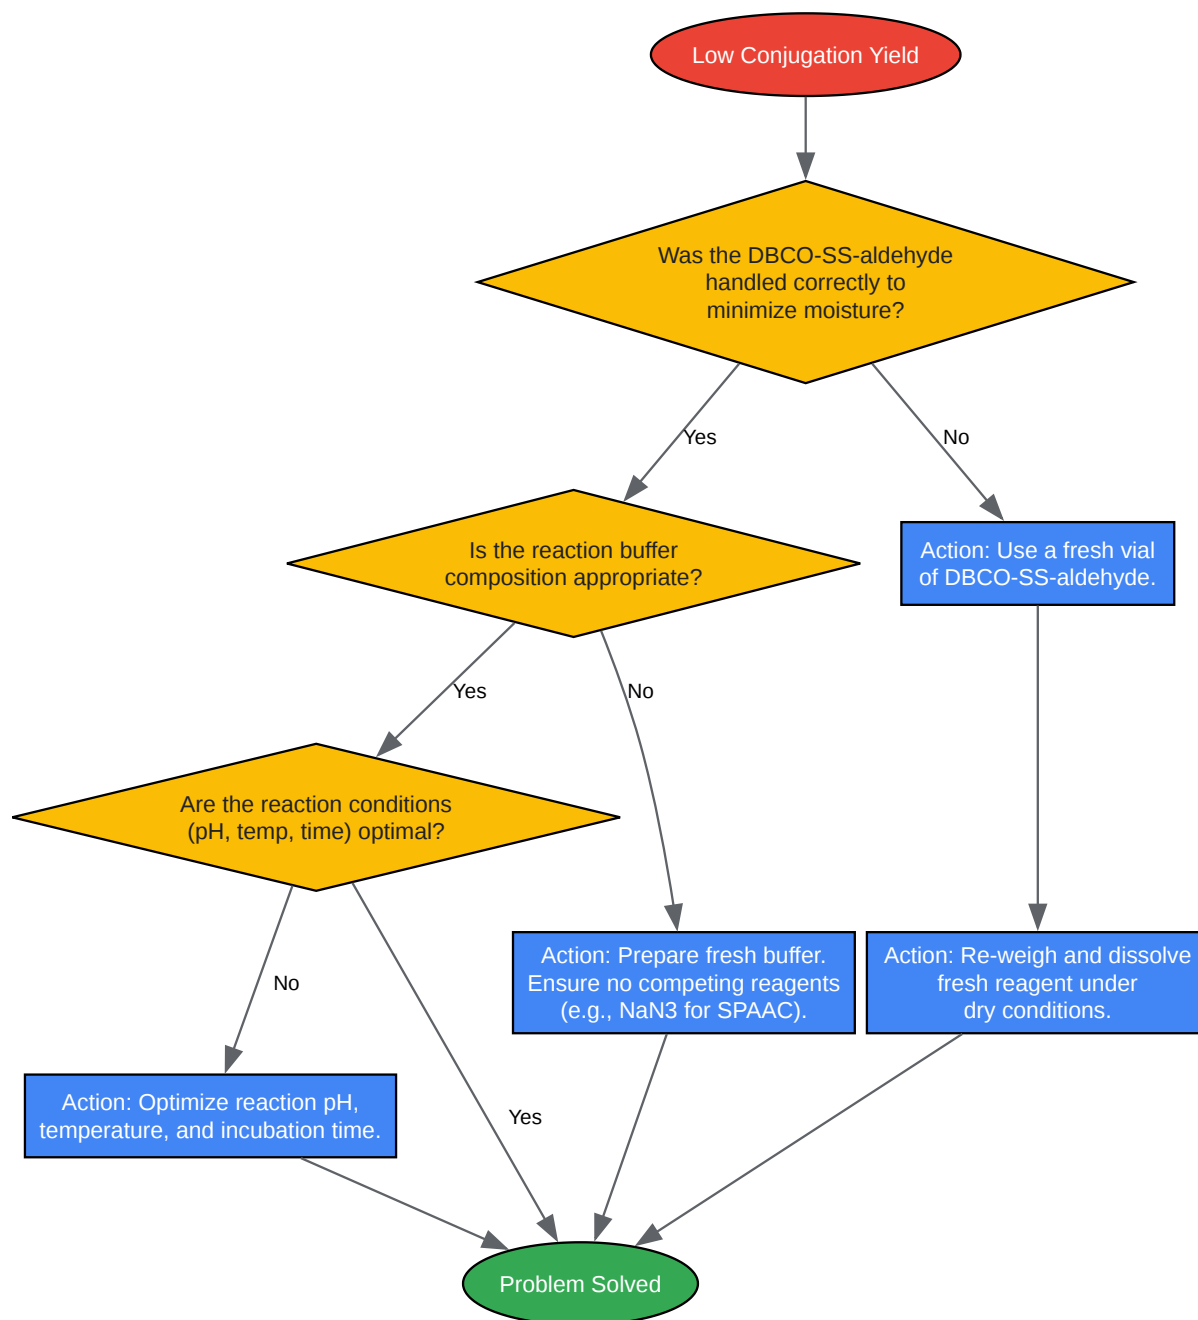 Low Conjugation Yield
Was the DBCO-SS-aldehyde
handled correctly to
minimize moisture?
Yes
No
Is the reaction buffer
composition appropriate?
Action: Use a fresh vial
of DBCO-SS-aldehyde.
Yes
No
Are the reaction conditions
(pH, temp, time) optimal?
Action: Prepare fresh buffer.
Ensure no competing reagents
(e.g., NaN3 for SPAAC).
Action: Re-weigh and dissolve
fresh reagent under
dry conditions.
No
Yes
Action: Optimize reaction pH,
temperature, and incubation time.
Problem Solved